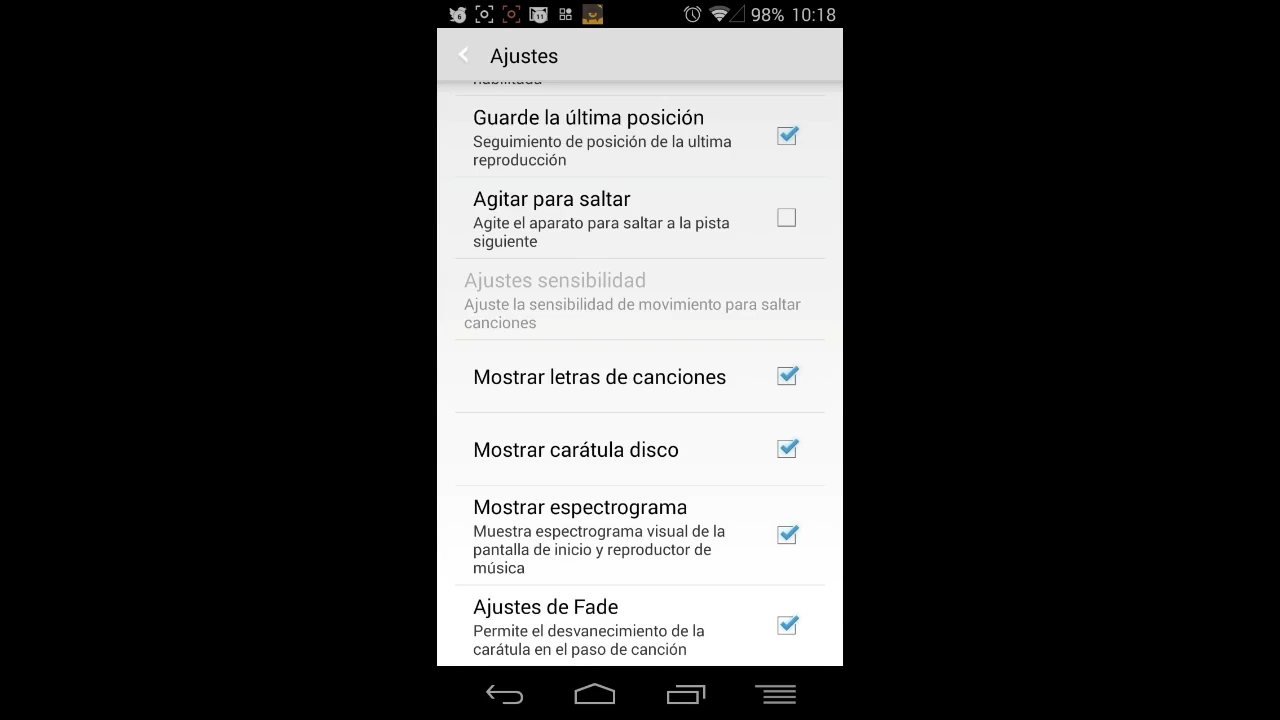 98% 10:18
Ajustes
habilitada
Guarde la última posición
Seguimiento de posición de la ultima
reproducción
Agitar para saltar
Agite el aparato para saltar a la pista
siguiente
Ajustes sensibilidad
Ajuste la sensibilidad de movimiento para saltar
canciones
Mostrar letras de canciones
Mostrar carátula disco
Mostrar espectrograma
Muestra espectrograma visual de la
pantalla de inicio y reproductor de
música
Ajustes de Fade
Permite el desvanecimiento de la
carátula en el paso de canción